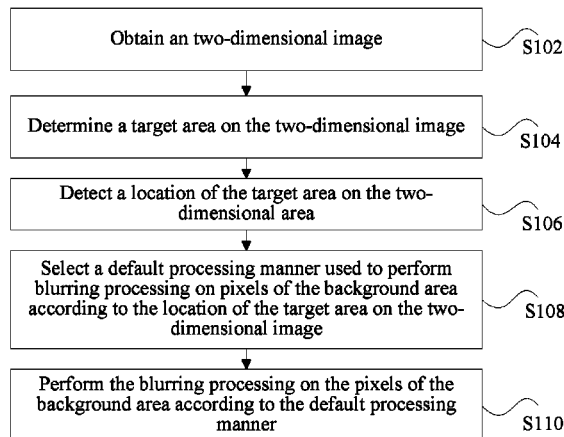 Obtain an two-dimensional image
S102
Determine a target area on the two-dimensional image
S104
Detect a location of the target area on the two-
dimensional area
S106
Select a default processing manner used to perform
blurring processing on pixels of the background area
according to the location of the target area on the two-
dimensional image
S108
Perform the blurring processing on the pixels of the
background area according to the default processing
manner
S110